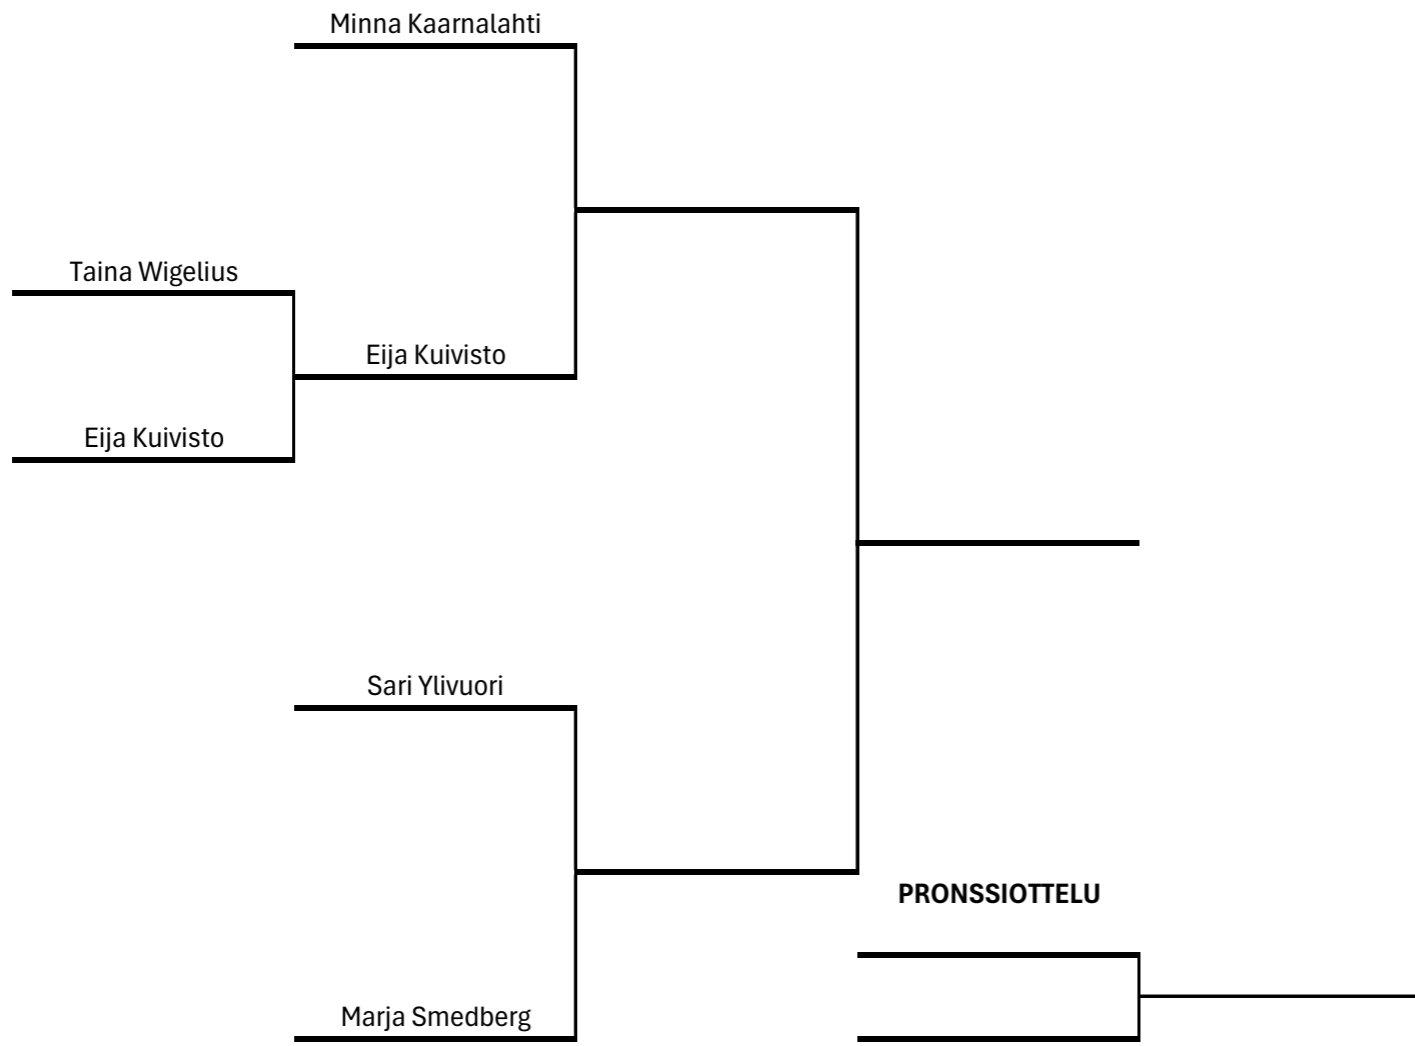 Minna Kaarnalahti
Taina Wigelius
Eija Kuivisto
Eija Kuivisto
Sari Ylivuori
PRONSSIOTTELU
Marja Smedberg